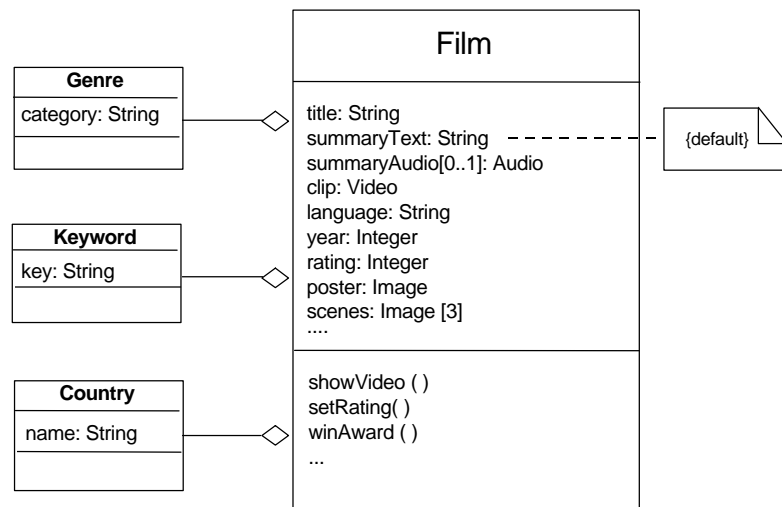 Genre
category: String
Keyword
key: String
Country
name: String
Film
title: String
summaryText: String
summaryAudio[0..1]: Audio
clip: Video
language: String
year: Integer
rating: Integer
poster: Image
scenes: Image [3]
....
showVideo ( )
setRating( )
winAward ( )
...
{default}